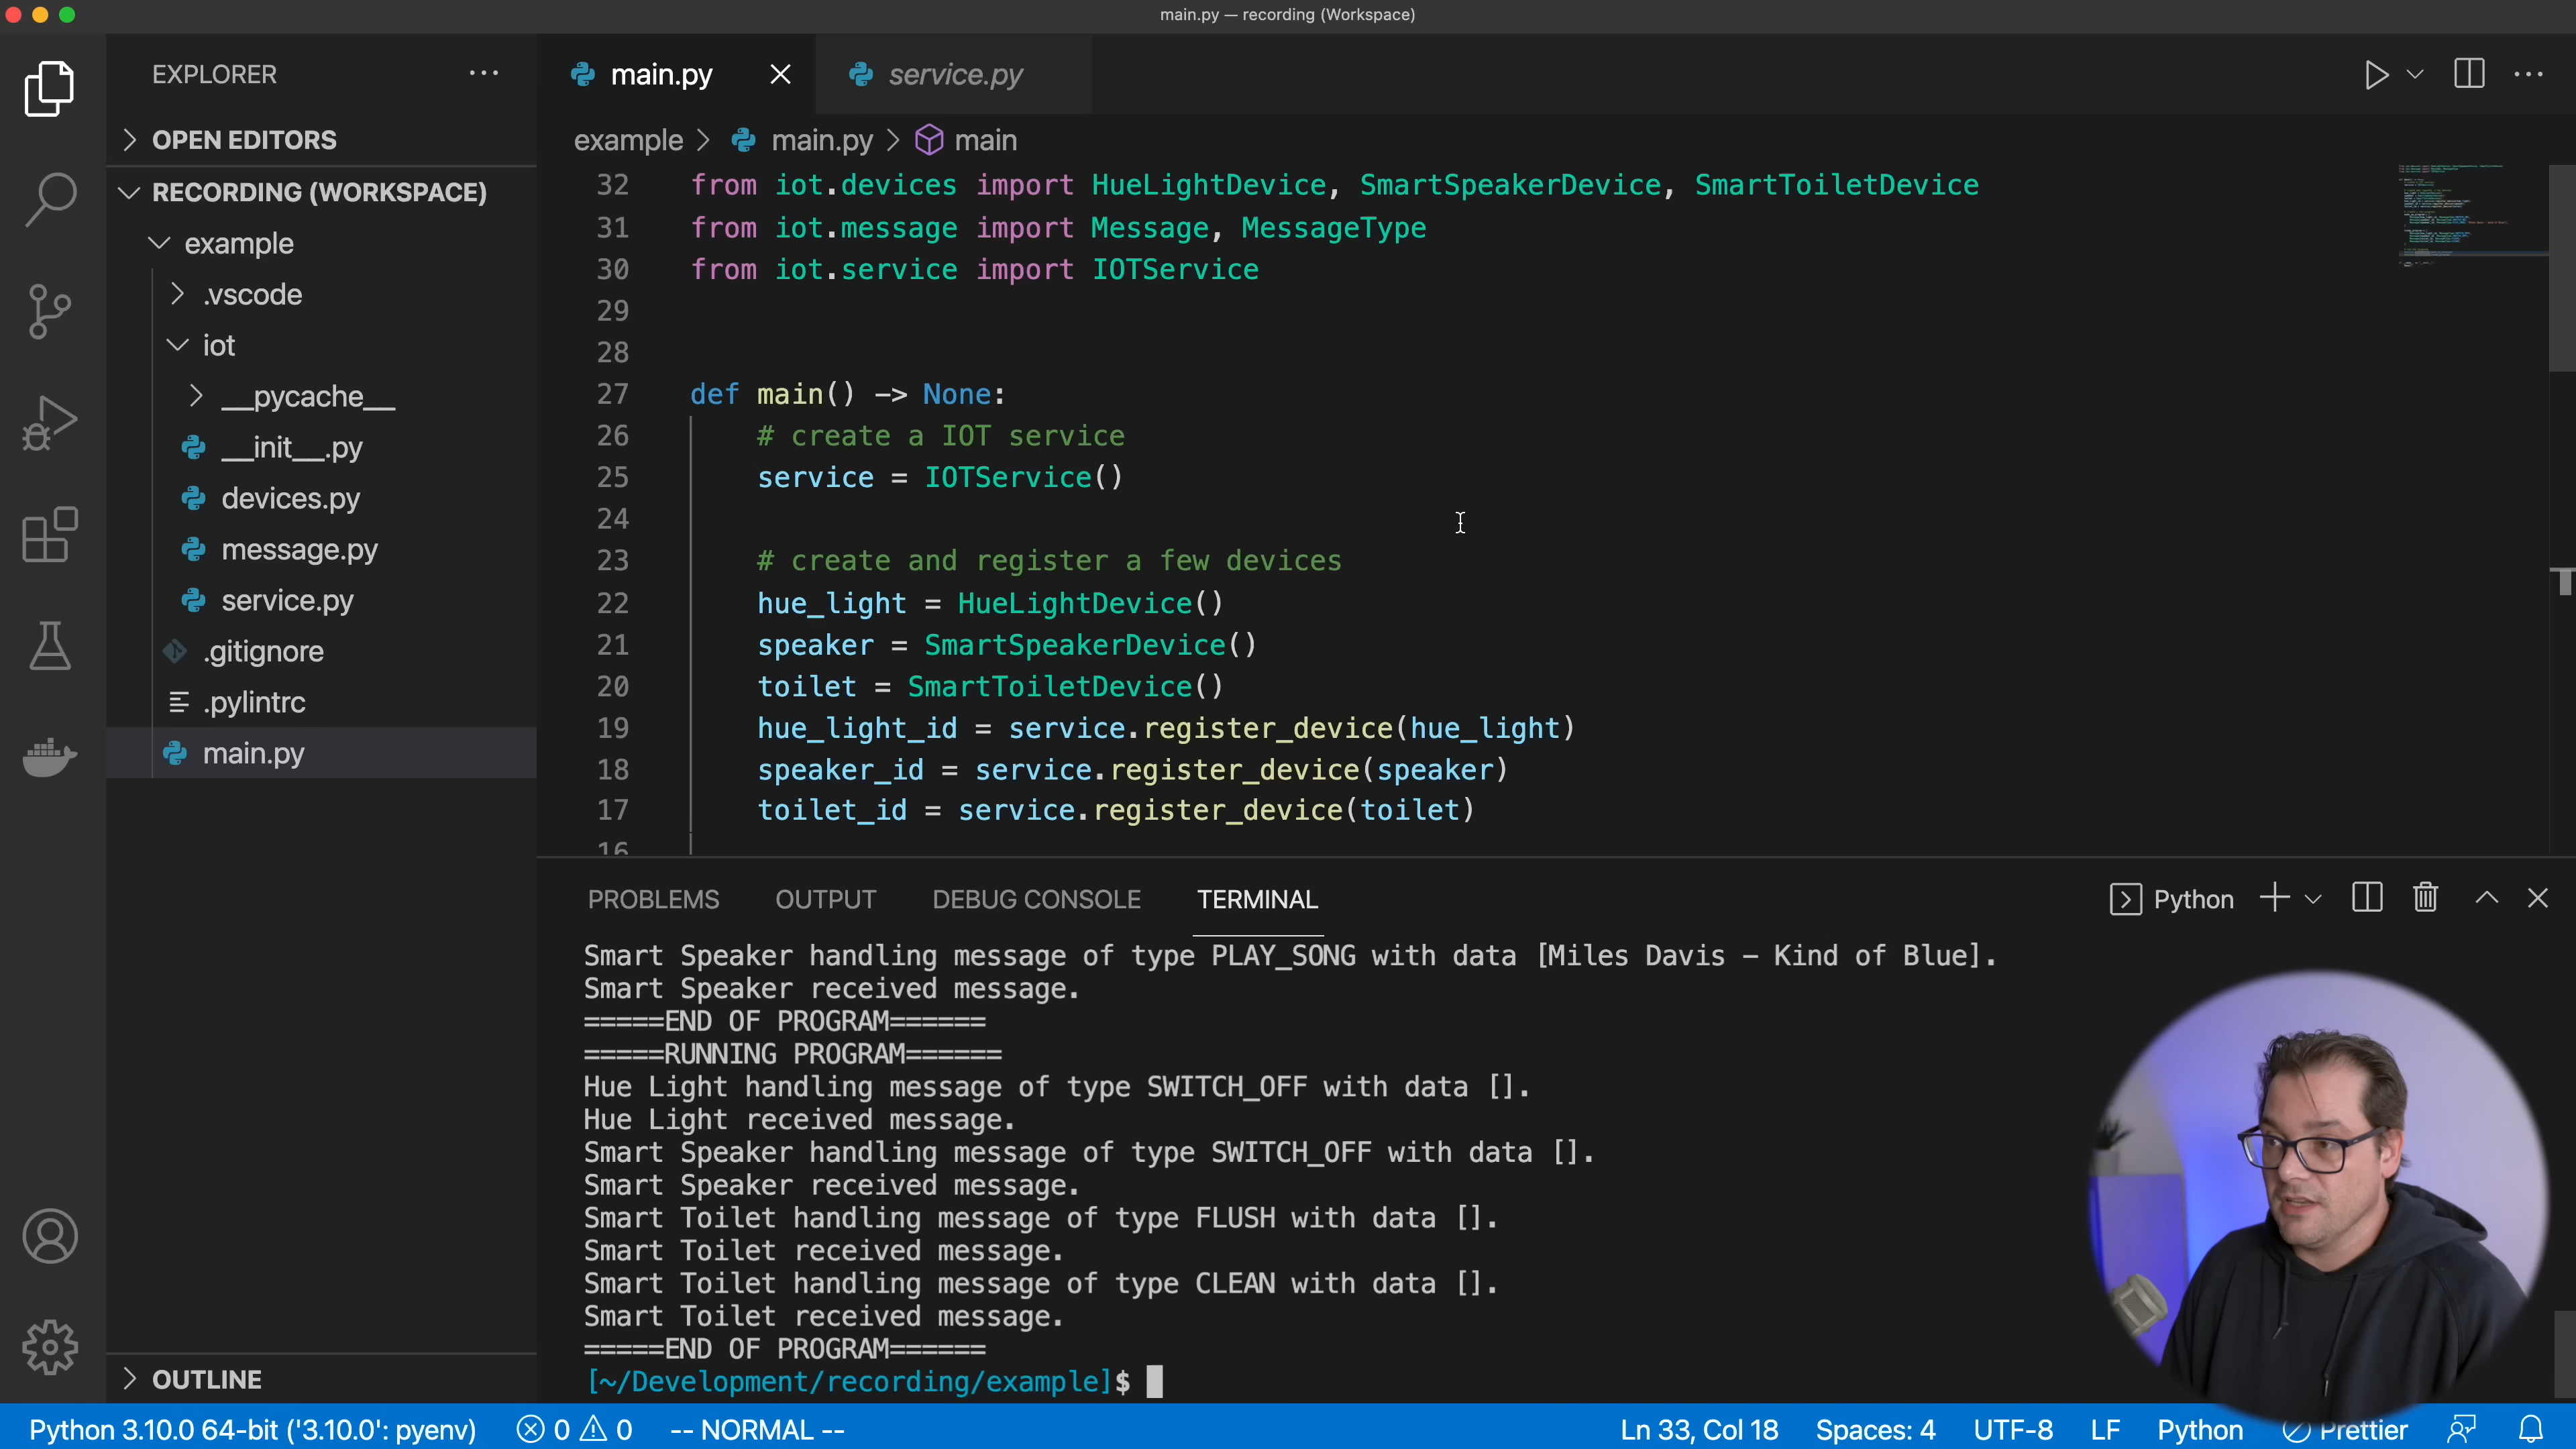 main.py — recording (Workspace)
EXPLORER
main.py
service.py
OPEN EDITORS
example > main.py > main
RECORDING (WORKSPACE)
example
.vscode
iot
__pycache__
__init__.py
devices.py
message.py
service.py
.gitignore
.pylintrc
main.py
OUTLINE
32 from iot.devices import HueLightDevice, SmartSpeakerDevice, SmartToiletDevice
31 from iot.message import Message, MessageType
30 from iot.service import IOTService
29
28
27 def main() -> None:
26 # create a IOT service
25 service = IOTService()
24
23 # create and register a few devices
22 hue_light = HueLightDevice()
21 speaker = SmartSpeakerDevice()
20 toilet = SmartToiletDevice()
19 hue_light_id = service.register_device(hue_light)
18 speaker_id = service.register_device(speaker)
17 toilet_id = service.register_device(toilet)
16
PROBLEMS OUTPUT DEBUG CONSOLE TERMINAL
Python
Smart Speaker handling message of type PLAY_SONG with data [Miles Davis – Kind of Blue].
Smart Speaker received message.
=====END OF PROGRAM======
=====RUNNING PROGRAM======
Hue Light handling message of type SWITCH_OFF with data [].
Hue Light received message.
Smart Speaker handling message of type SWITCH_OFF with data [].
Smart Speaker received message.
Smart Toilet handling message of type FLUSH with data [].
Smart Toilet received message.
Smart Toilet handling message of type CLEAN with data [].
Smart Toilet received message.
=====END OF PROGRAM======
[~/Development/recording/example]$
Python 3.10.0 64-bit ('3.10.0': pyenv) 0 0 -- NORMAL -- Ln 33, Col 18 Spaces: 4 UTF-8 LF Python Prettier